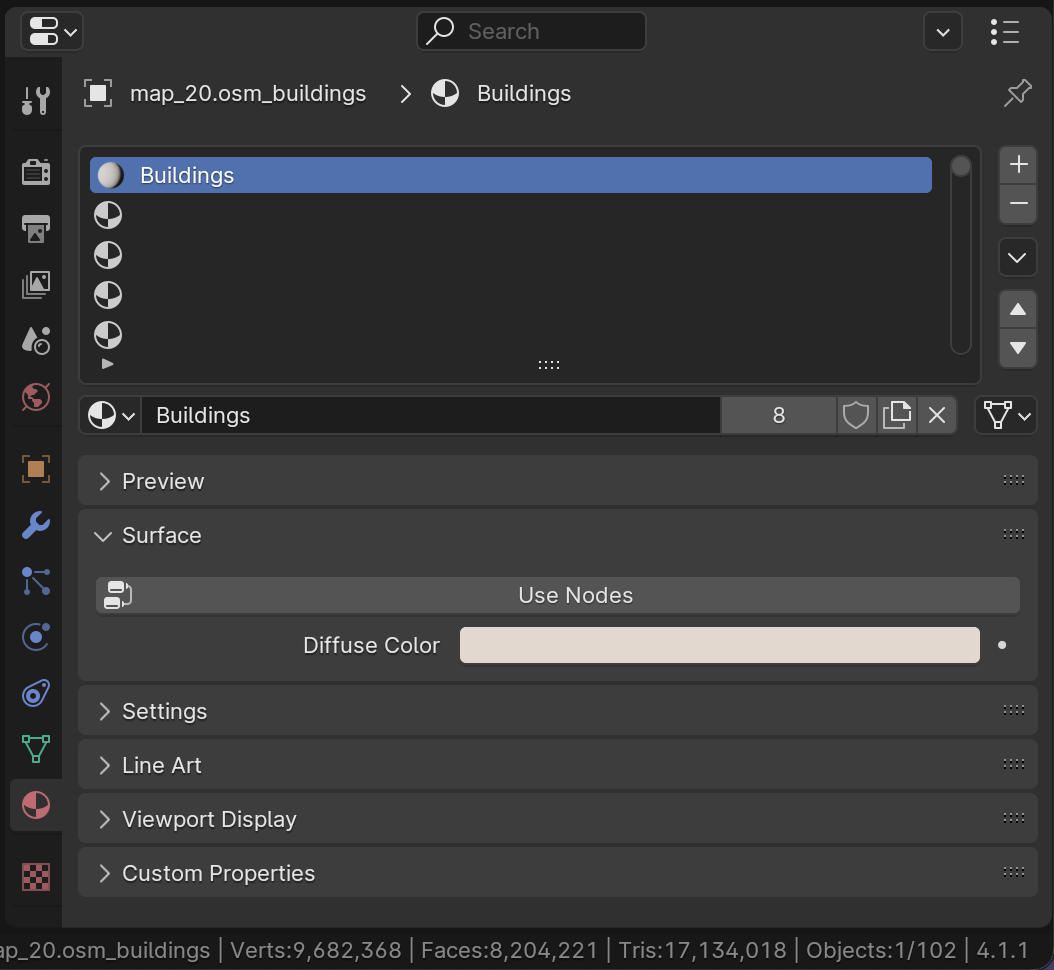 Search
map_20.osm_buildings > Buildings
Buildings
Buildings 8
Preview
Surface
Use Nodes
Diffuse Color
Settings
Line Art
Viewport Display
Custom Properties
ap_20.osm_buildings | Verts:9,682,368 | Faces:8,204,221 | Tris:17,134,018 | Objects:1/102 | 4.1.1